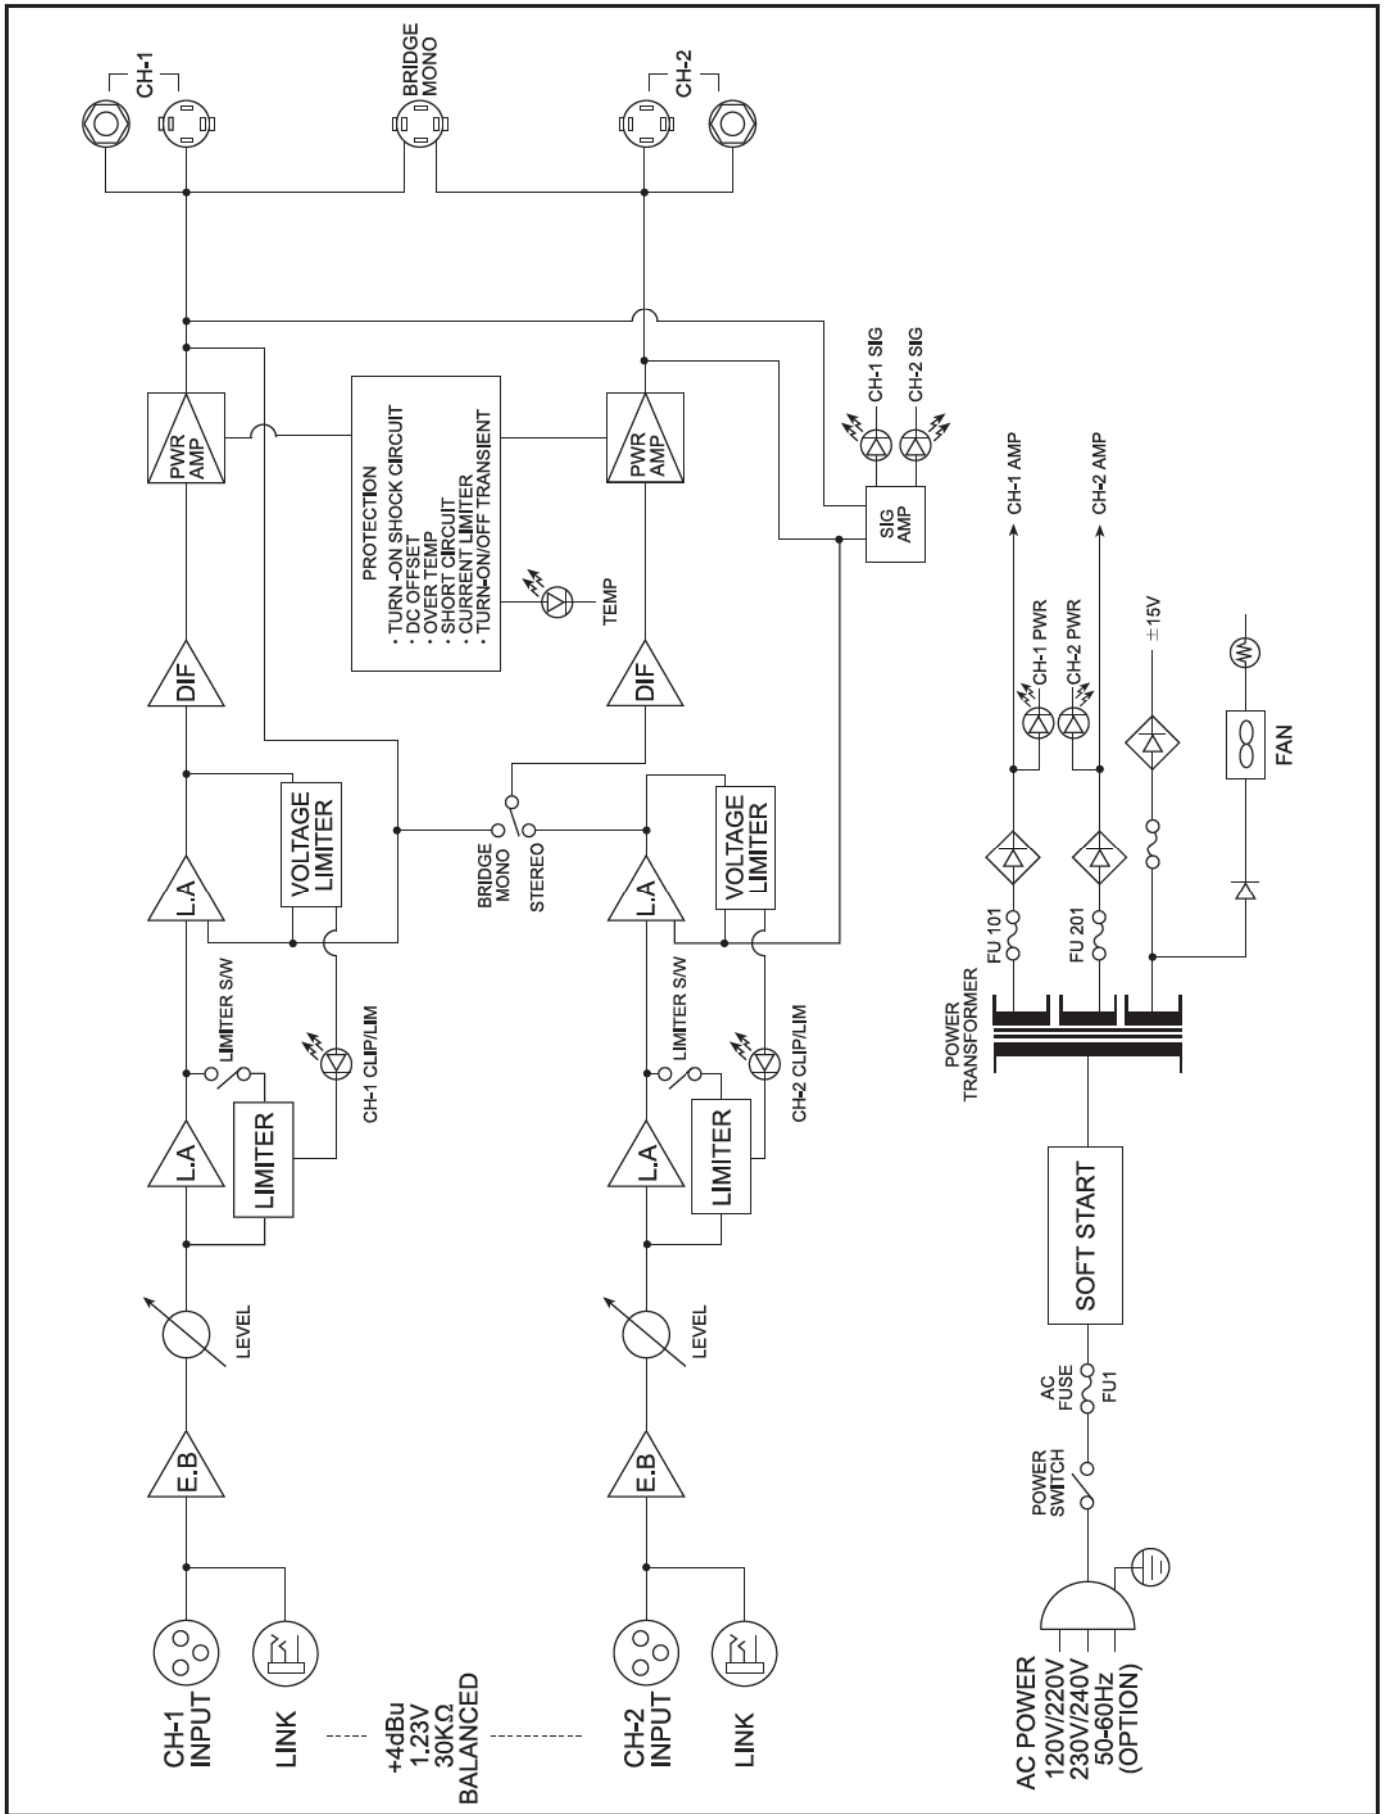 CH-1
INPUT
LINK
+4dBu
1.23V
30KΩ
BALANCED
CH-2
INPUT
LINK
E.B
LEVEL
L.A
LIMITER
LIMITER S/W
CH-1 CLIP/LIM
L.A
VOLTAGE
LIMITER
DIF
PWR
AMP
CH-1
BRIDGE
MONO
PROTECTION
· TURN -ON SHOCK CIRCUIT
· DC OFFSET
· OVER TEMP
· SHORT CIRCUIT
· CURRENT LIMITER
· TURN-ON/OFF TRANSIENT
TEMP
BRIDGE
MONO
STEREO
E.B
LEVEL
L.A
LIMITER
LIMITER S/W
CH-2 CLIP/LIM
L.A
VOLTAGE
LIMITER
DIF
PWR
AMP
CH-2
SIG
AMP
CH-1 SIG
CH-2 SIG
AC POWER
120V/220V
230V/240V
50-60Hz
(OPTION)
POWER
SWITCH
AC
FUSE
FU1
SOFT START
POWER
TRANSFORMER
FU 101
FU 201
CH-1 PWR
CH-2 PWR
CH-1 AMP
CH-2 AMP
±15V
FAN